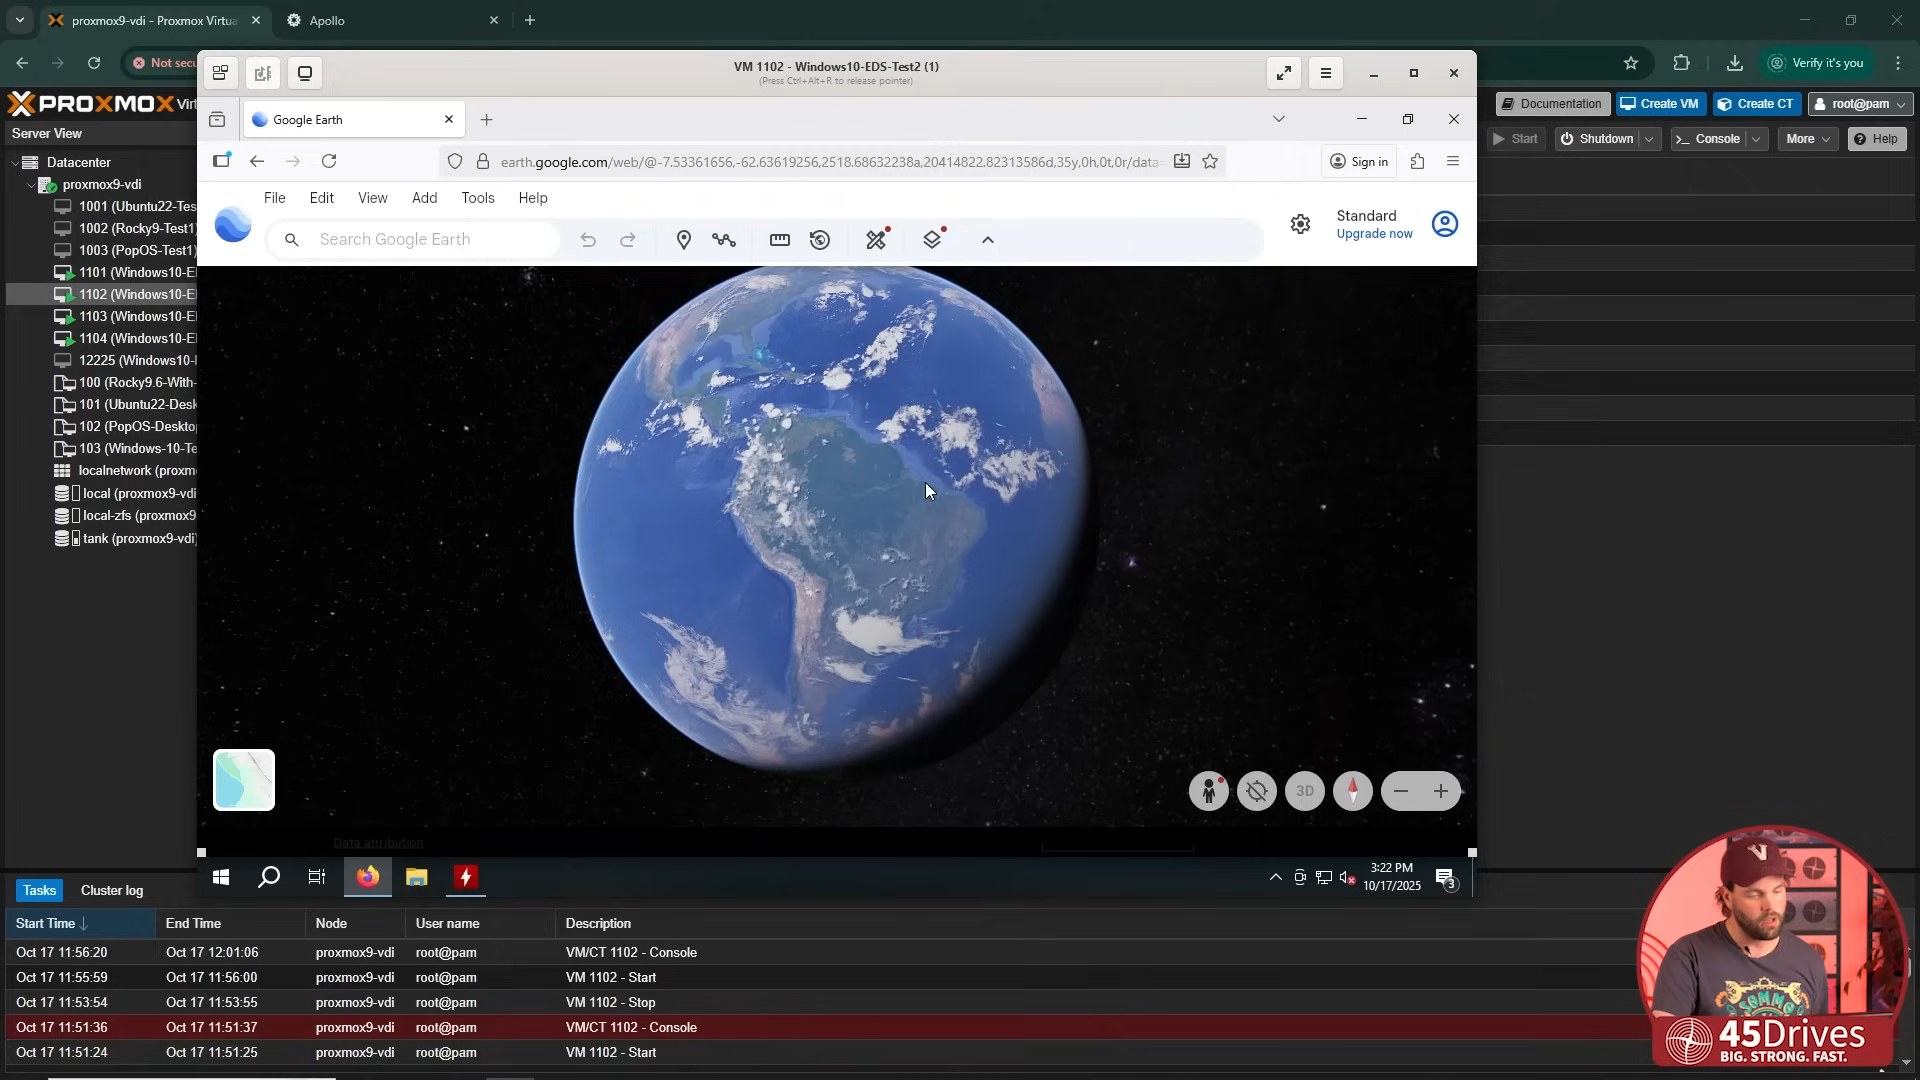 proxmox9-vdi - Proxmox Virtua
Apollo
Not secu
Verify it's you
VM 1102 - Windows10-EDS-Test2 (1)
(Press Ctrl+Alt+R to release pointer)
PROXMOX Virt
Documentation
Create VM
Create CT
root@pam
Google Earth
Server View
Start
Shutdown
Console
More
Help
earth.google.com/web/@-7.53361656,-62.63619256,2518.68632238a,20414822.82313586d,35y,0h,0t,0r/data=
Sign in
File
Edit
View
Add
Tools
Help
Search Google Earth
Standard
Upgrade now
Datacenter
proxmox9-vdi
1001 (Ubuntu22-Tes
1002 (Rocky9-Test1)
1003 (PopOS-Test1)
1101 (Windows10-E
1102 (Windows10-E
1103 (Windows10-E
1104 (Windows10-E
12225 (Windows10-
100 (Rocky9.6-With-
101 (Ubuntu22-Desk
102 (PopOS-Desktop
103 (Windows-10-Te
localnetwork (proxm
local (proxmox9-vdi
local-zfs (proxmox9
tank (proxmox9-vdi)
3D
Data attribution
3:22 PM
10/17/2025
3
Tasks
Cluster log
Start Time
End Time
Node
User name
Description
Oct 17 11:56:20
Oct 17 12:01:06
proxmox9-vdi
root@pam
VM/CT 1102 - Console
Oct 17 11:55:59
Oct 17 11:56:00
proxmox9-vdi
root@pam
VM 1102 - Start
Oct 17 11:53:54
Oct 17 11:53:55
proxmox9-vdi
root@pam
VM 1102 - Stop
Oct 17 11:51:36
Oct 17 11:51:37
proxmox9-vdi
root@pam
VM/CT 1102 - Console
Oct 17 11:51:24
Oct 17 11:51:25
proxmox9-vdi
root@pam
VM 1102 - Start
45Drives
BIG. STRONG. FAST.